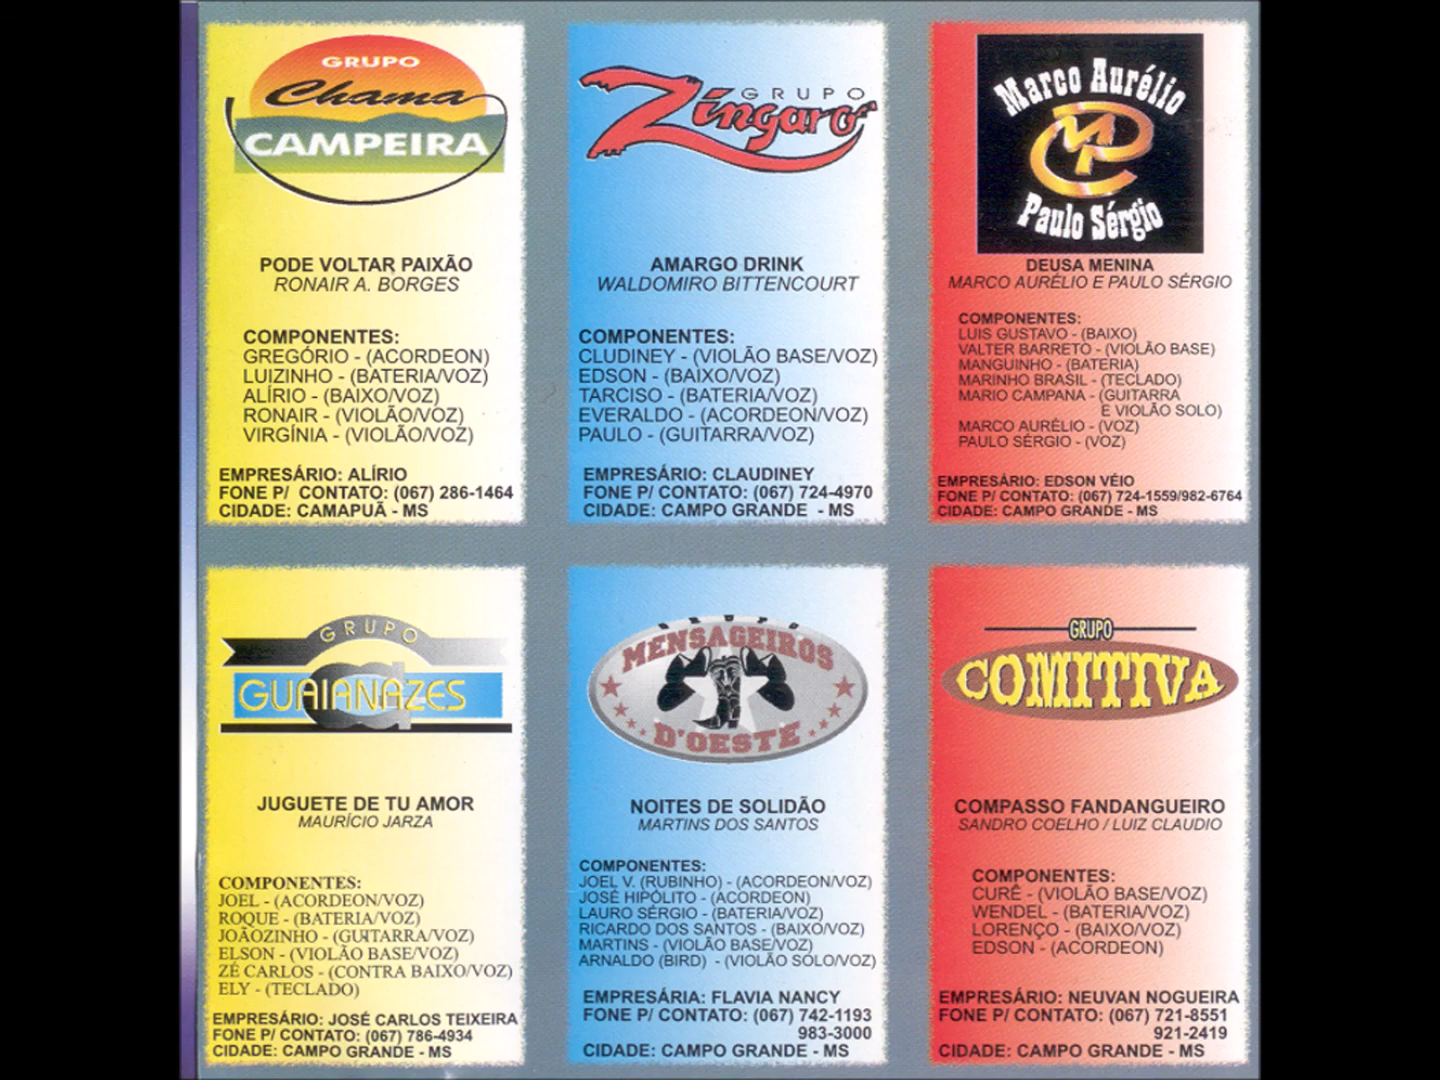 GRUPO
Chama
CAMPEIRA
PODE VOLTAR PAIXÃO
RONAIR A. BORGES
COMPONENTES:
GREGÓRIO - (ACORDEON)
LUIZINHO - (BATERIA/VOZ)
ALÍRIO - (BAIXO/VOZ)
RONAIR - (VIOLÃO/VOZ)
VIRGÍNIA - (VIOLÃO/VOZ)
EMPRESÁRIO: ALÍRIO
FONE P/ CONTATO: (067) 286-1464
CIDADE: CAMAPUÃ - MS
GRUPO
Zíngaro
AMARGO DRINK
WALDOMIRO BITTENCOURT
COMPONENTES:
CLUDINEY - (VIOLÃO BASE/VOZ)
EDSON - (BAIXO/VOZ)
TARCISO - (BATERIA/VOZ)
EVERALDO - (ACORDEON/VOZ)
PAULO - (GUITARRA/VOZ)
EMPRESÁRIO: CLAUDINEY
FONE P/ CONTATO: (067) 724-4970
CIDADE: CAMPO GRANDE - MS
Marco Aurélio
Paulo Sérgio
DEUSA MENINA
MARCO AURÉLIO E PAULO SÉRGIO
COMPONENTES:
LUIS GUSTAVO - (BAIXO)
VALTER BARRETO - (VIOLÃO BASE)
MANGUINHO - (BATERIA)
MARINHO BRASIL - (TECLADO)
MARIO CAMPANA - (GUITARRA
E VIOLÃO SOLO)
MARCO AURÉLIO - (VOZ)
PAULO SÉRGIO - (VOZ)
EMPRESÁRIO: EDSON VÉIO
FONE P/ CONTATO: (067) 724-1559/982-6764
CIDADE: CAMPO GRANDE - MS
GRUPO
GUAIANAZES
JUGUETE DE TU AMOR
MAURÍCIO JARZA
COMPONENTES:
JOEL - (ACORDEON/VOZ)
ROQUE - (BATERIA/VOZ)
JOÃOZINHO - (GUITARRA/VOZ)
ELSON - (VIOLÃO BASE/VOZ)
ZÉ CARLOS - (CONTRA BAIXO/VOZ)
ELY - (TECLADO)
EMPRESÁRIO: JOSÉ CARLOS TEIXEIRA
FONE P/ CONTATO: (067) 786-4934
CIDADE: CAMPO GRANDE - MS
MENSAGEIROS
D'OESTE
NOITES DE SOLIDÃO
MARTINS DOS SANTOS
COMPONENTES:
JOEL V. (RUBINHO) - (ACORDEON/VOZ)
JOSÉ HIPÓLITO - (ACORDEON)
LAURO SÉRGIO - (BATERIA/VOZ)
RICARDO DOS SANTOS - (BAIXO/VOZ)
MARTINS - (VIOLÃO BASE/VOZ)
ARNALDO (BIRD) - (VIOLÃO SOLO/VOZ)
EMPRESÁRIA: FLAVIA NANCY
FONE P/ CONTATO: (067) 742-1193
983-3000
CIDADE: CAMPO GRANDE - MS
GRUPO
COMITIVA
COMPASSO FANDANGUEIRO
SANDRO COELHO / LUIZ CLAUDIO
COMPONENTES:
CURÊ - (VIOLÃO BASE/VOZ)
WENDEL - (BATERIA/VOZ)
LORENÇO - (BAIXO/VOZ)
EDSON - (ACORDEON)
EMPRESÁRIO: NEUVAN NOGUEIRA
FONE P/ CONTATO: (067) 721-8551
921-2419
CIDADE: CAMPO GRANDE - MS